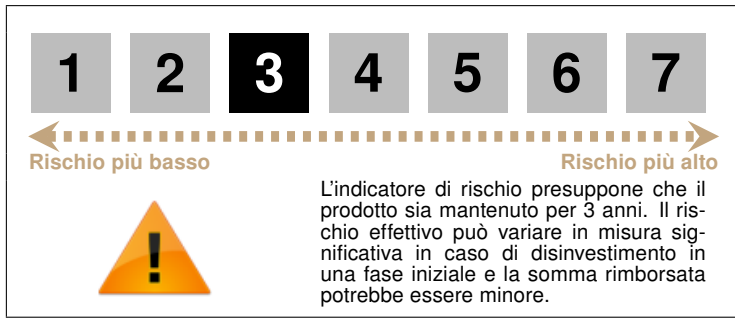 1 2 3 4 5 6 7
Rischio più basso Rischio più alto
L'indicatore di rischio presuppone che il
prodotto sia mantenuto per 3 anni. Il ris-
chio effettivo può variare in misura sig-
nificativa in caso di disinvestimento in
una fase iniziale e la somma rimborsata
potrebbe essere minore.